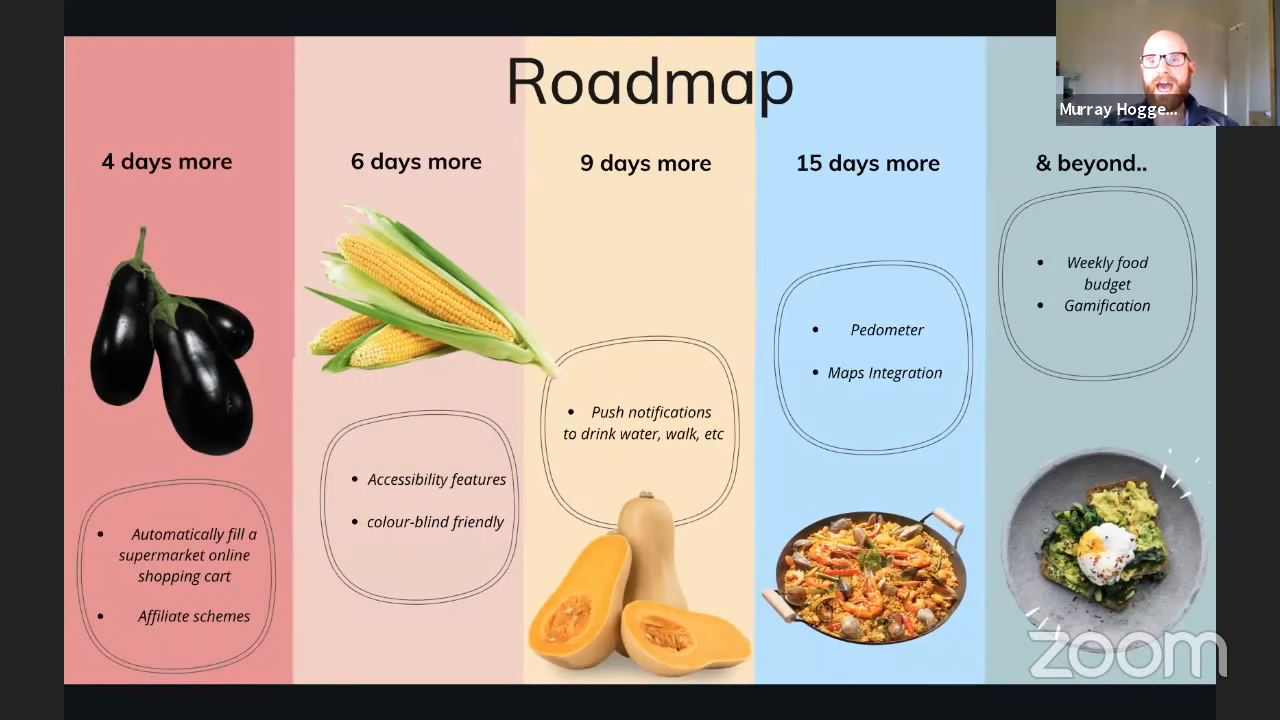 Roadmap
Murray Hogge...
4 days more
6 days more
9 days more
15 days more
& beyond..
• Automatically fill a
supermarket online
shopping cart
• Affiliate schemes
• Accessibility features
• colour-blind friendly
• Push notifications
to drink water, walk, etc
• Pedometer
• Maps Integration
• Weekly food
budget
• Gamification
zoom